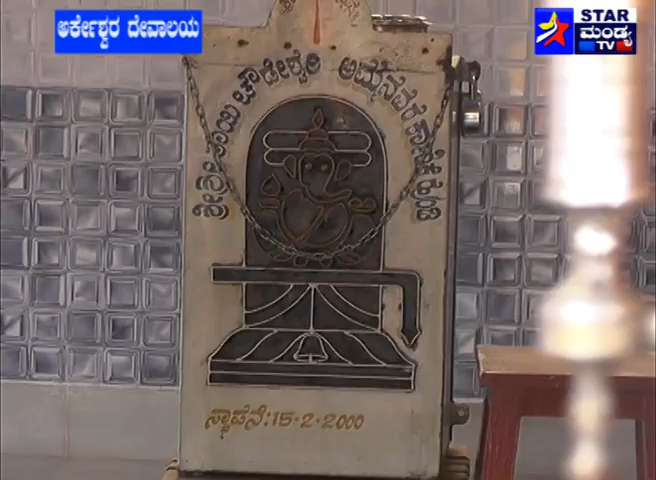 ಅರ್ಕೇಶ್ವರ ದೇವಾಲಯ
STAR
ಮಂಡ್ಯ
TV
ಶ್ರೀ ತಾಯಿ ಚೌಡೇಶ್ವರಿ ಅಮ್ಮನವರ ಕಾಣಿಕೆ ಹುಂಡಿ
ಸ್ಥಾಪನೆ:15-2-2000